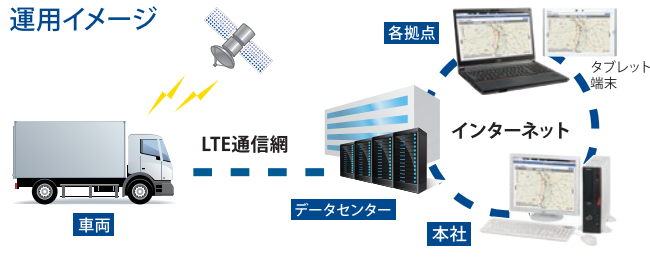 運用イメージ
各拠点
タブレット
端末
LTE通信網
インターネット
車両
データセンター
本社